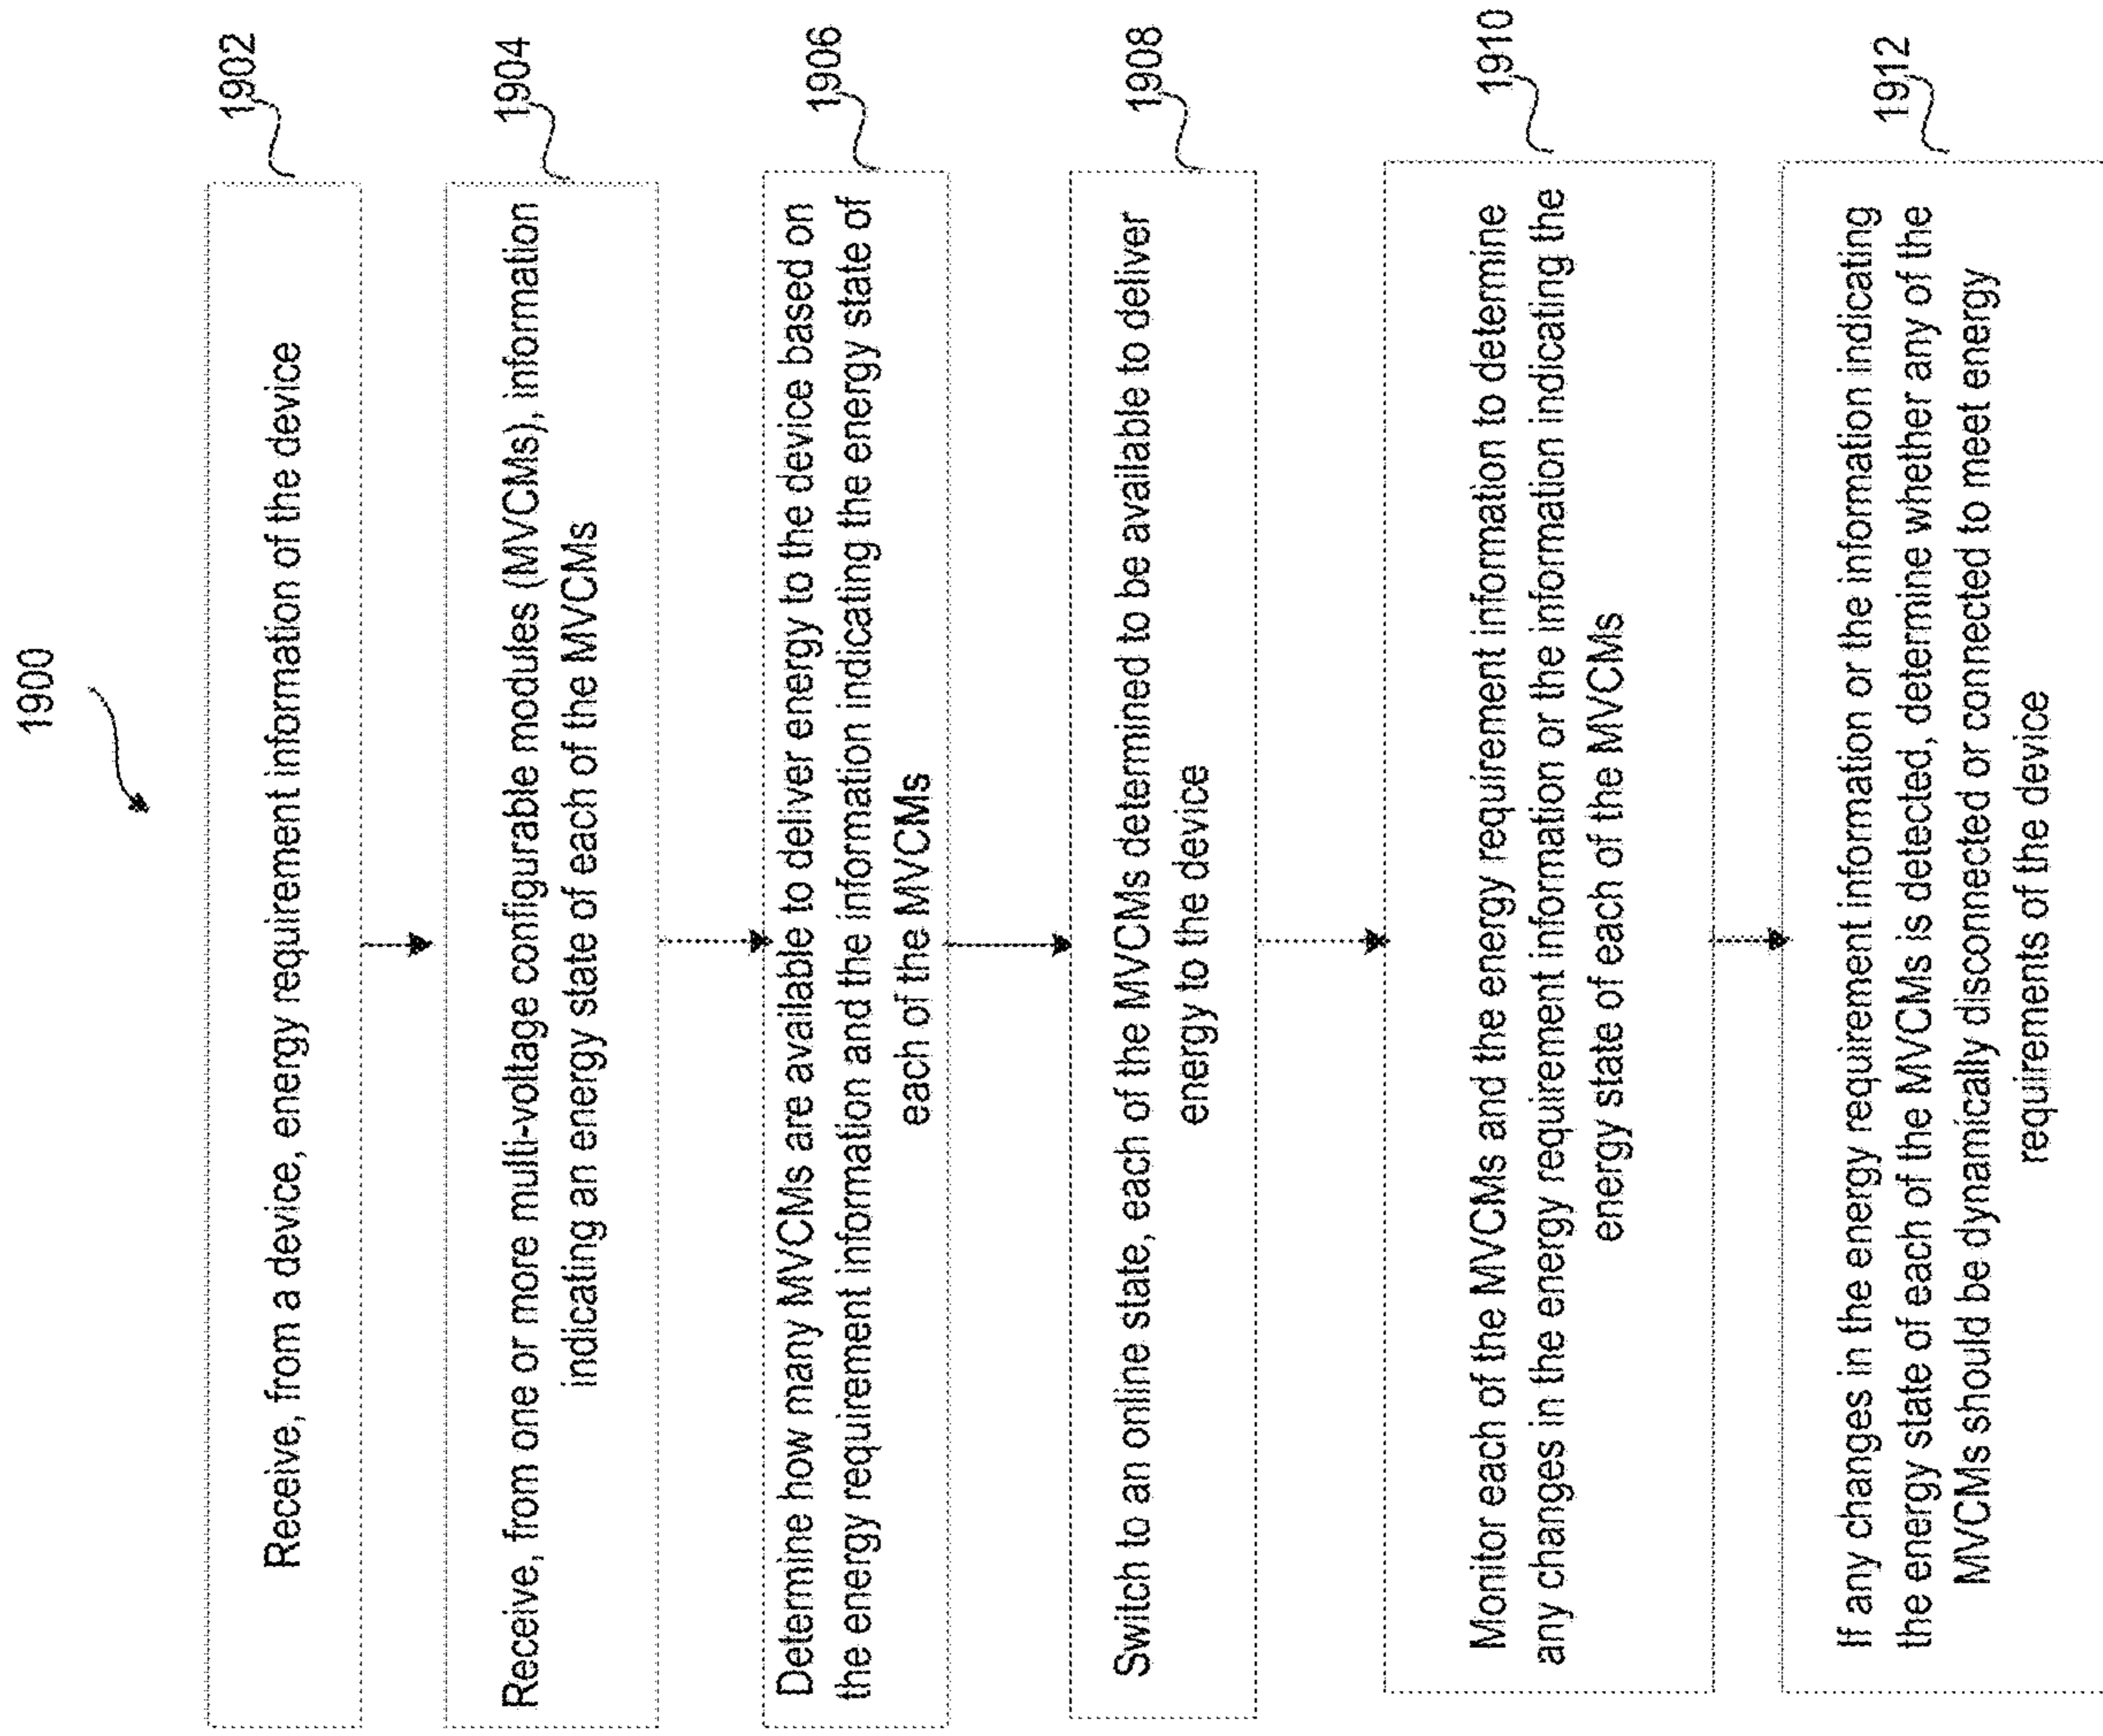 1900
1902
Receive, from a device, energy requirement information of the device
1904
Receive, from one or more multi-voltage configurable modules (MVCMs), information
indicating an energy state of each of the MVCMs
1906
Determine how many MVCMs are available to deliver energy to the device based on
the energy requirement information and the information indicating the energy state of
each of the MVCMs
1908
Switch to an online state, each of the MVCMs determined to be available to deliver
energy to the device
1910
Monitor each of the MVCMs and the energy requirement information to determine
any changes in the energy requirement information or the information indicating the
energy state of each of the MVCMs
1912
If any changes in the energy requirement information or the information indicating
the energy state of each of the MVCMs is detected, determine whether any of the
MVCMs should be dynamically disconnected or connected to meet energy
requirements of the device